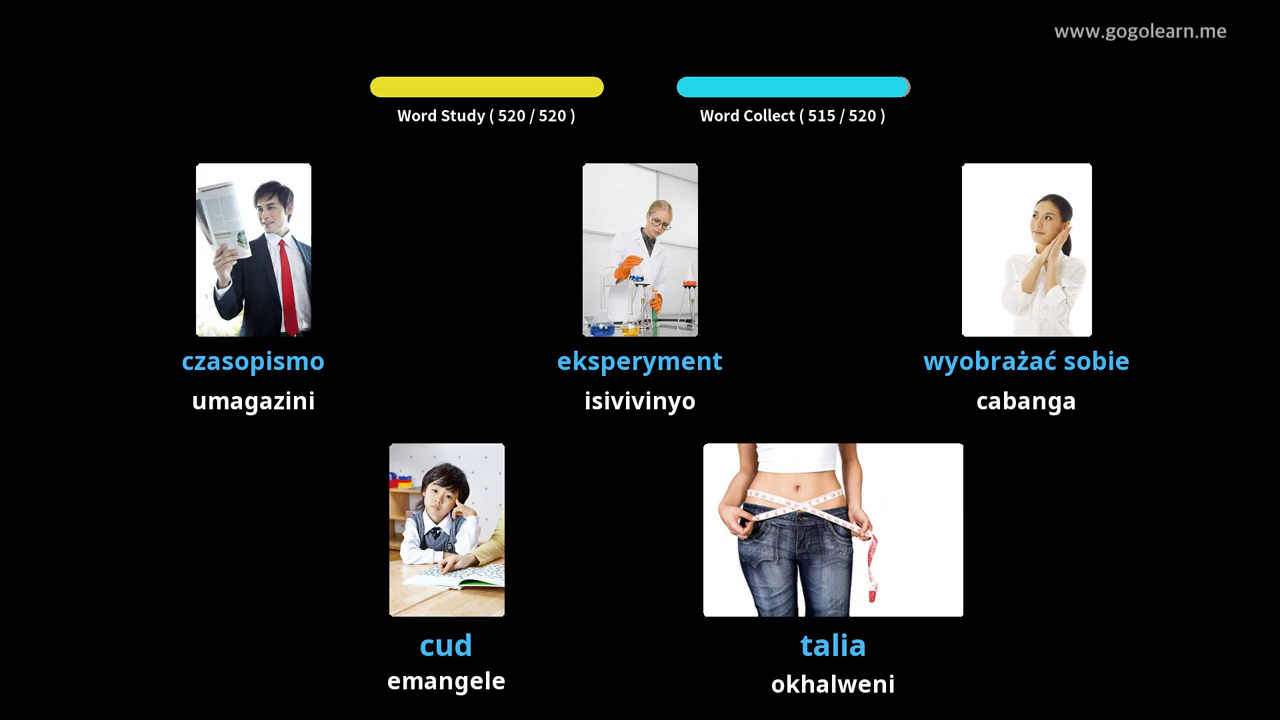 www.gogolearn.me
Word Study ( 520 / 520 )
Word Collect ( 515 / 520 )
czasopismo
umagazini
eksperyment
isivivinyo
wyobrażać sobie
cabanga
cud
emangele
talia
okhalweni